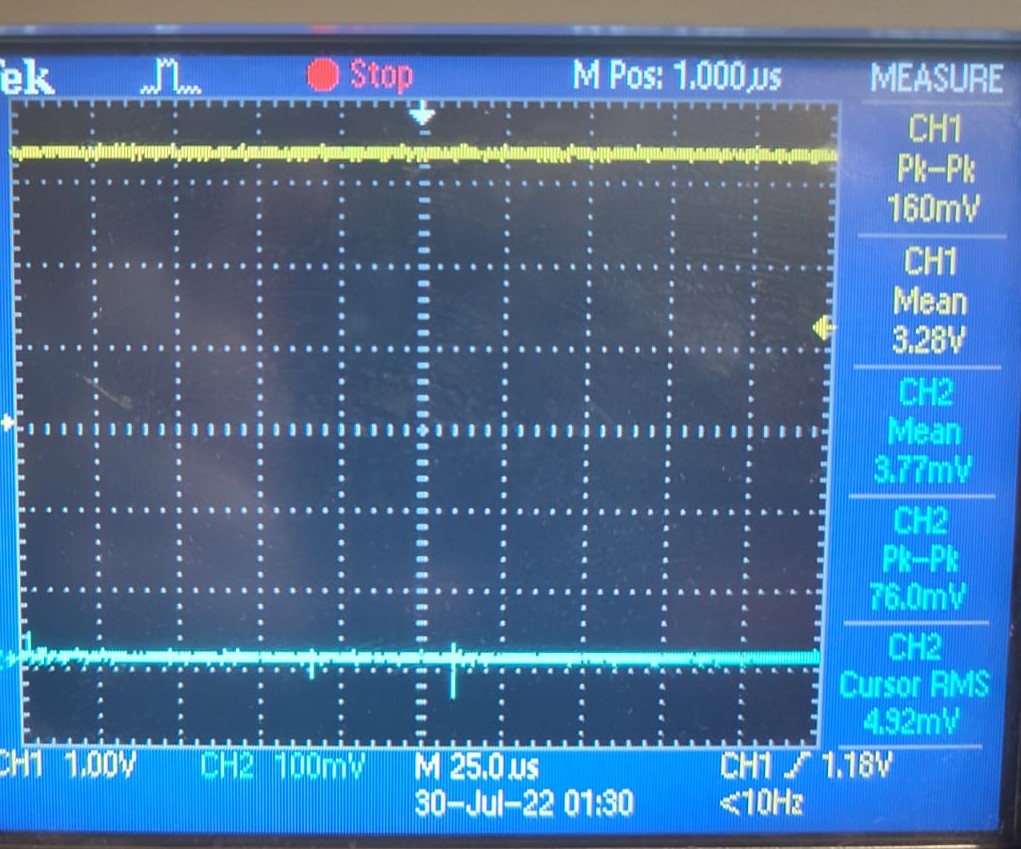 Tek Stop M Pos: 1.000µs MEASURE
CH1
Pk-Pk
160mV
CH1
Mean
3.28V
CH2
Mean
3.77mV
CH2
Pk-Pk
76.0mV
CH2
Cursor RMS
4.92mV
CH1 1.00V CH2 100mV M 25.0µs CH1 1.18V
30-Jul-22 01:30 <10Hz